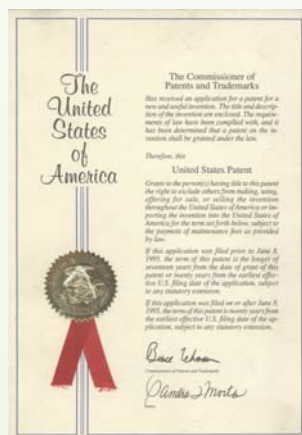 The
United
States
of
America
The Commissioner of
Patents and Trademarks
Has received an application for a patent for a
new and useful invention. The title and descrip-
tion of the invention are enclosed. The require-
ments of law have been complied with, and it
has been determined that a patent on the in-
vention shall be granted under the law.
Therefore, this
United States Patent
Grants to the person(s) having title to this patent
the right to exclude others from making, using,
offering for sale, or selling the invention
throughout the United States of America or im-
porting the invention into the United States of
America for the term set forth below, subject to
the payment of maintenance fees as provided
by law.
If this application was filed prior to June 8,
1995, the term of this patent is the longer of
seventeen years from the date of grant of this
patent or twenty years from the earliest effec-
tive U.S. filing date of the application, subject
to any statutory extension.
If this application was filed on or after June 8,
1995, the term of this patent is twenty years from
the earliest effective U.S. filing date of the ap-
plication, subject to any statutory extension.
Bruce Lehman
Commissioner of Patents and Trademarks